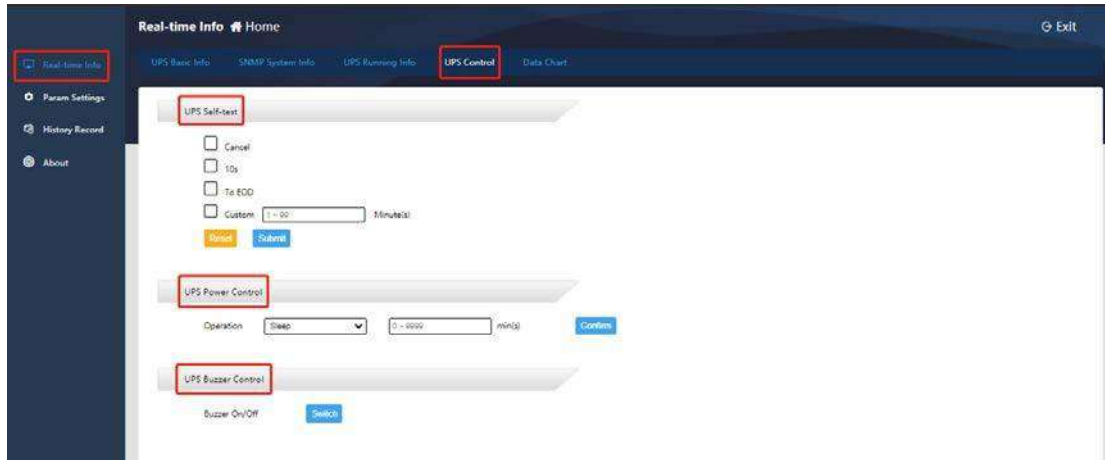 Real-time Info Home
Exit
Real-time Info
Param Settings
History Record
About
UPS Basic Info SNMP System Info UPS Running Info UPS Control Data Chart
UPS Self-test
Cancel
10s
To EOD
Custom 1 ~ 99 Minute(s)
Reset Submit
UPS Power Control
Operation Sleep 0 ~ 9999 min(s) Confirm
UPS Buzzer Control
Buzzer On/Off Switch